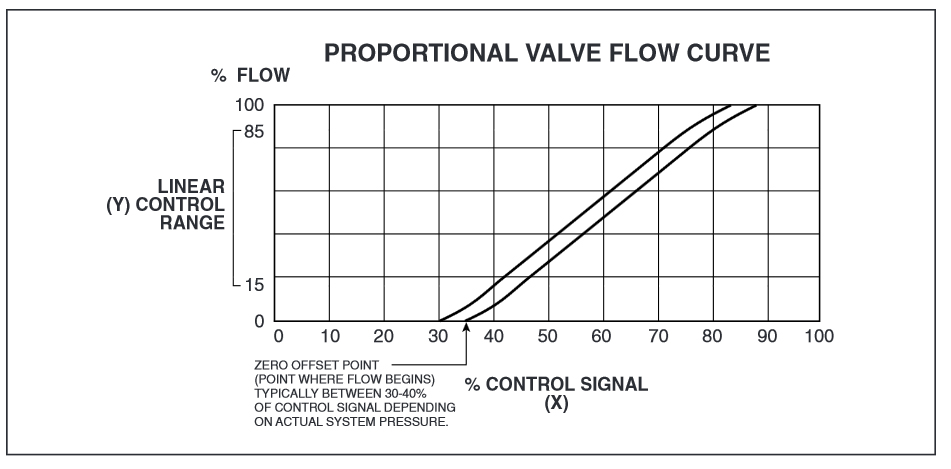 PROPORTIONAL VALVE FLOW CURVE
% FLOW
100
85
LINEAR
(Y) CONTROL
RANGE
15
0
0 10 20 30 40 50 60 70 80 90 100
ZERO OFFSET POINT
(POINT WHERE FLOW BEGINS)
TYPICALLY BETWEEN 30-40%
OF CONTROL SIGNAL DEPENDING
ON ACTUAL SYSTEM PRESSURE.
% CONTROL SIGNAL
(X)